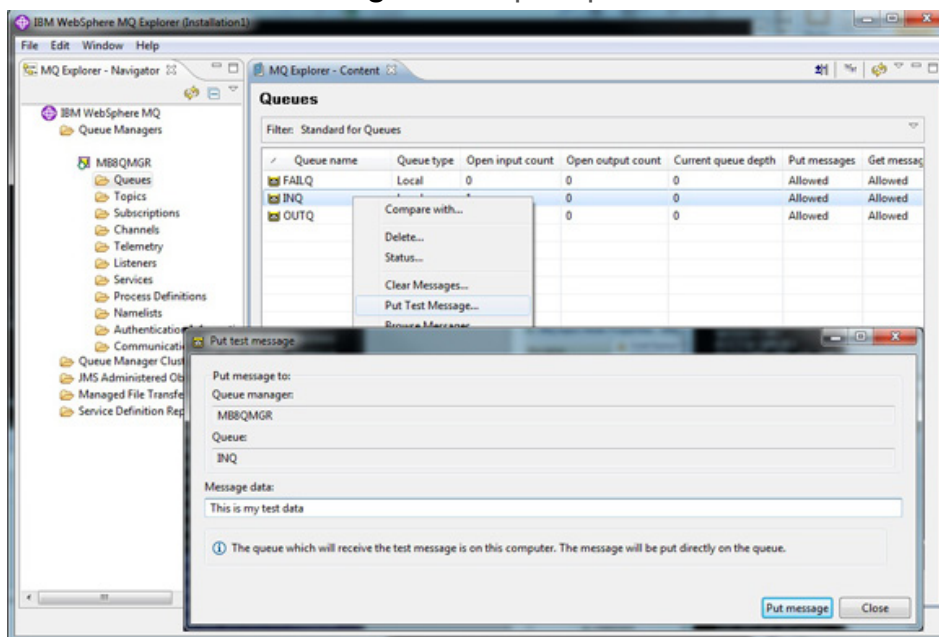 IBM WebSphere MQ Explorer (Installation1)
File Edit Window Help
MQ Explorer - Navigator
IBM WebSphere MQ
Queue Managers
MB8QMGR
Queues
Topics
Subscriptions
Channels
Telemetry
Listeners
Services
Process Definitions
Namelists
Authentication
Communicati
Queue Manager Clust
JMS Administered Ob
Managed File Transfe
Service Definition Rep
MQ Explorer - Content
Queues
Filter: Standard for Queues
Queue name Queue type Open input count Open output count Current queue depth Put messages Get messag
FAILQ Local 0 0 0 Allowed Allowed
INQ 0 0 Allowed Allowed
OUTQ 0 0 Allowed Allowed
Compare with...
Delete...
Status...
Clear Messages...
Put Test Message...
Browse Messages
Put test message
Put message to:
Queue manager:
MB8QMGR
Queue:
INQ
Message data:
This is my test data
The queue which will receive the test message is on this computer. The message will be put directly on the queue.
Put message Close